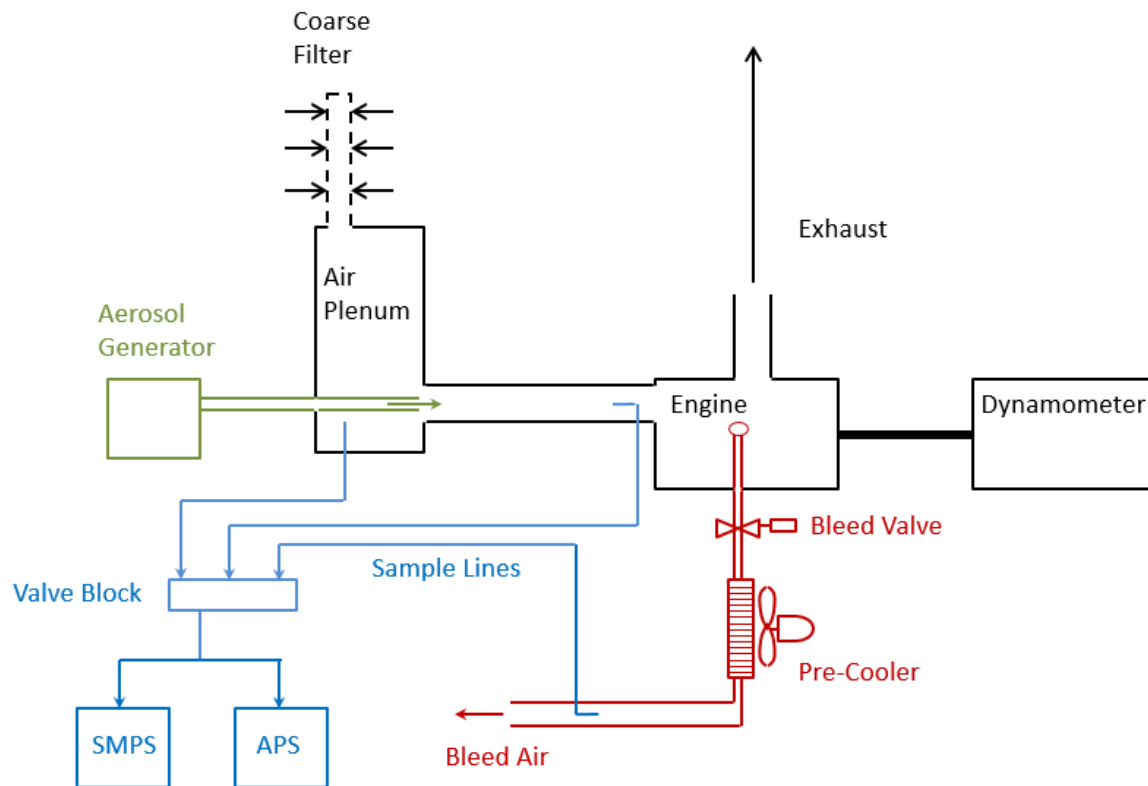 Coarse
Filter
Exhaust
Air
Plenum
Aerosol
Generator
Engine
Dynamometer
Bleed Valve
Sample Lines
Valve Block
Pre-Cooler
SMPS
APS
Bleed Air